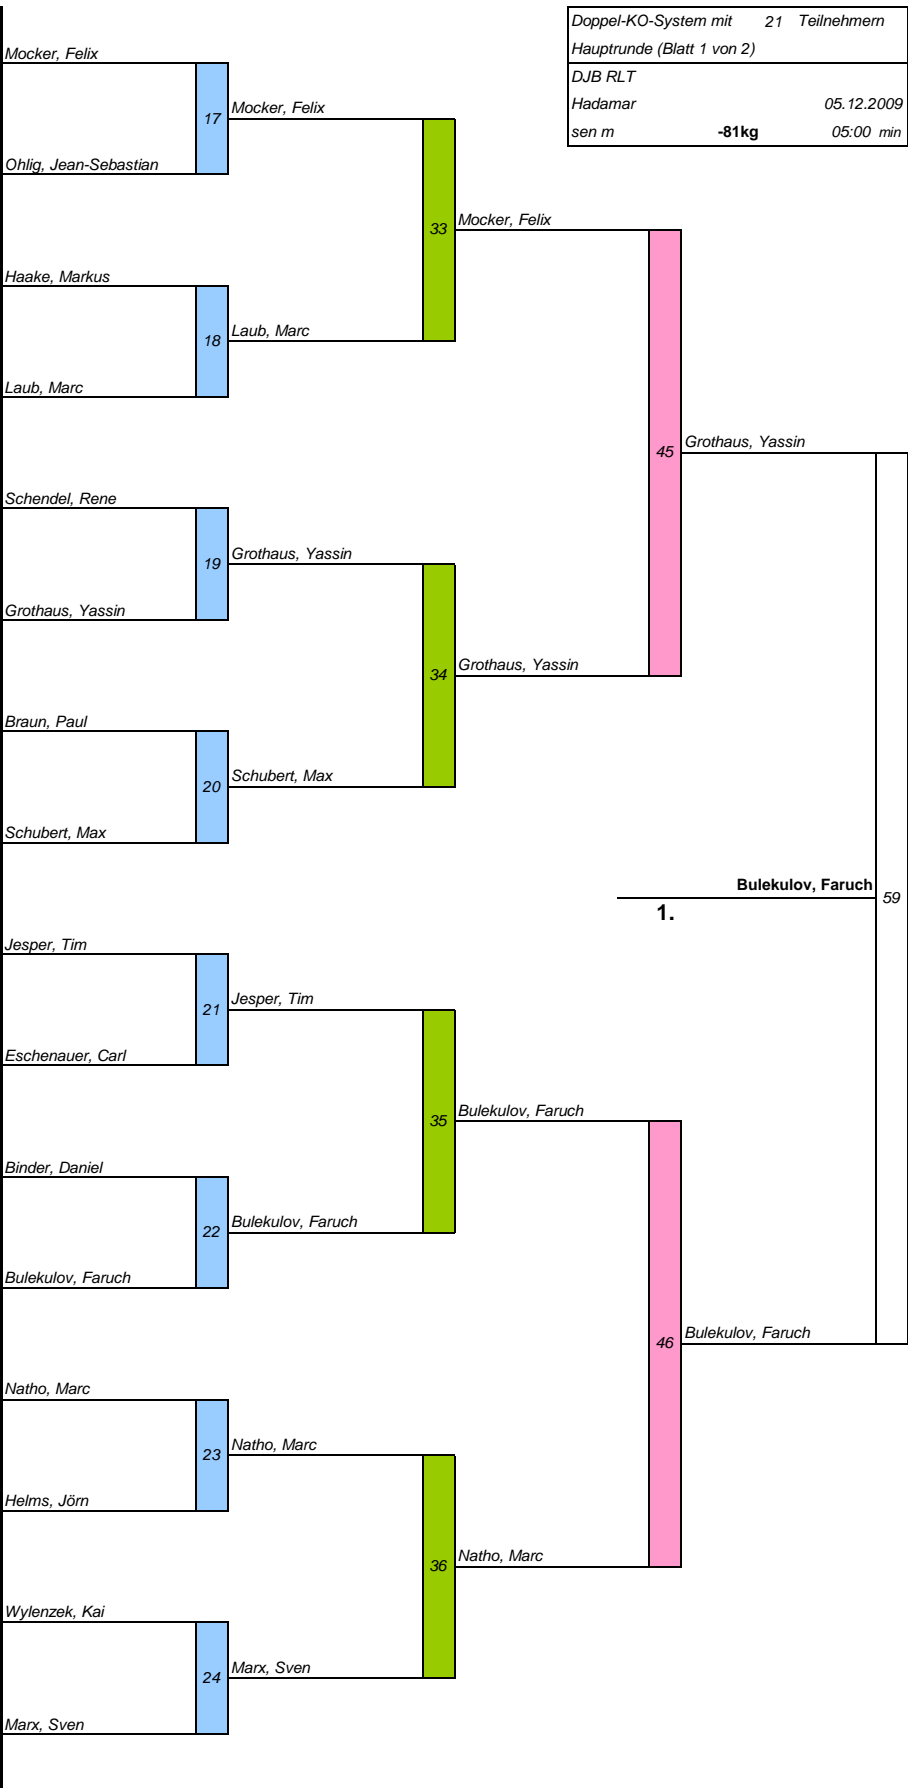 Doppel-KO-System mit 21 Teilnehmern
Hauptrunde (Blatt 1 von 2)
DJB RLT
Hadamar 05.12.2009
sen m -81kg 05:00 min
Mocker, Felix
17
Mocker, Felix
Ohlig, Jean-Sebastian
33
Mocker, Felix
Haake, Markus
18
Laub, Marc
Laub, Marc
45
Grothaus, Yassin
Schendel, Rene
19
Grothaus, Yassin
Grothaus, Yassin
34
Grothaus, Yassin
Braun, Paul
20
Schubert, Max
Schubert, Max
Bulekulov, Faruch
59
1.
Jesper, Tim
21
Jesper, Tim
Eschenauer, Carl
35
Bulekulov, Faruch
Binder, Daniel
22
Bulekulov, Faruch
Bulekulov, Faruch
46
Bulekulov, Faruch
Natho, Marc
23
Natho, Marc
Helms, Jörn
36
Natho, Marc
Wylenzek, Kai
24
Marx, Sven
Marx, Sven